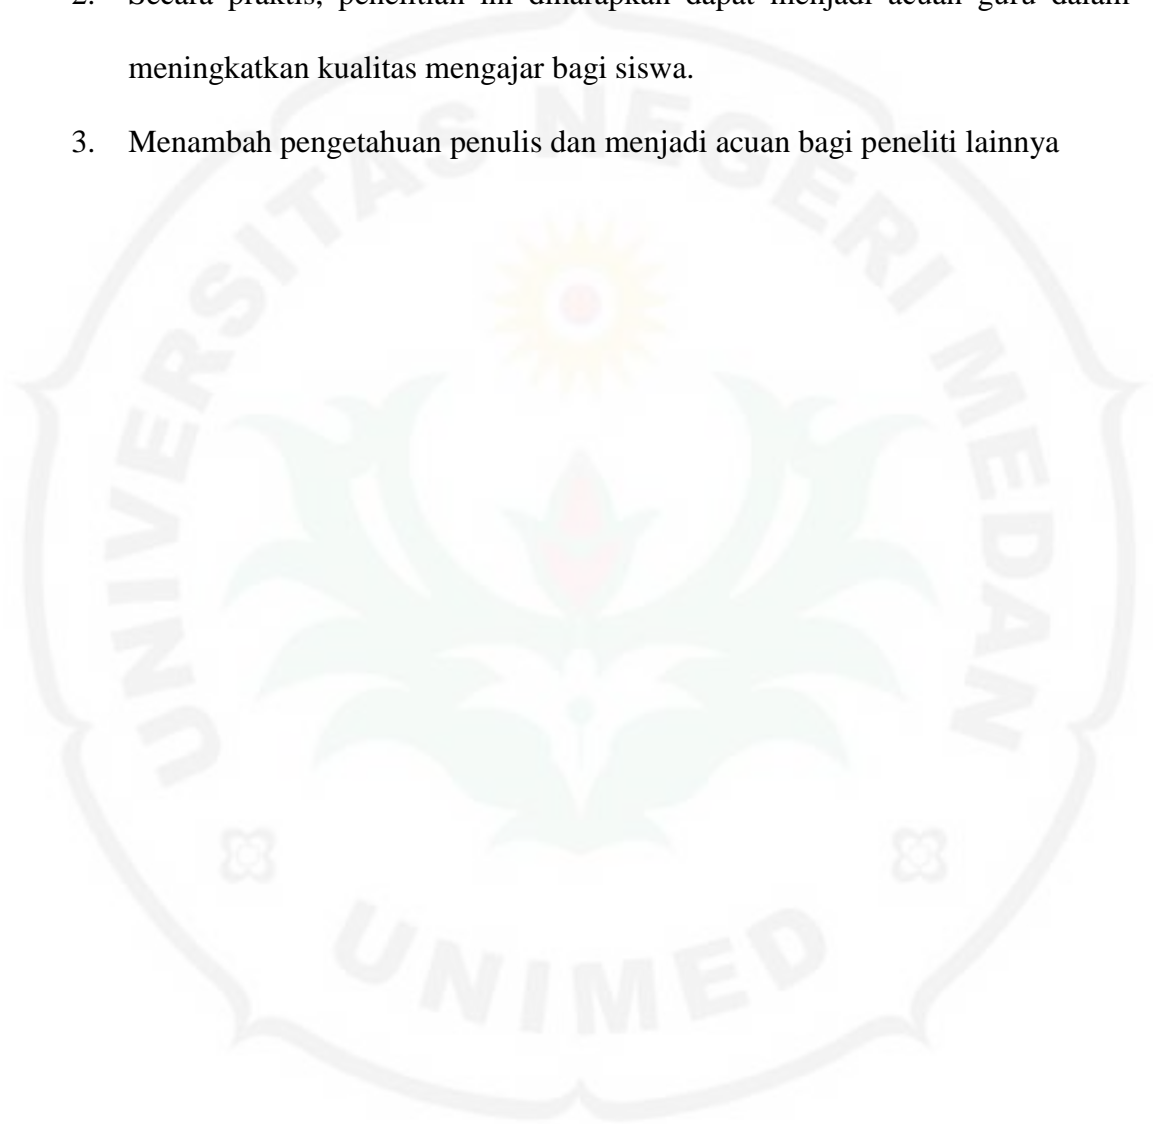 2. Secara praktis, penelitian ini diharapkan dapat menjadi acuan guru dalam
meningkatkan kualitas mengajar bagi siswa.
3. Menambah pengetahuan penulis dan menjadi acuan bagi peneliti lainnya
UNIVERSITAS NEGERI MEDAN
UNIMED